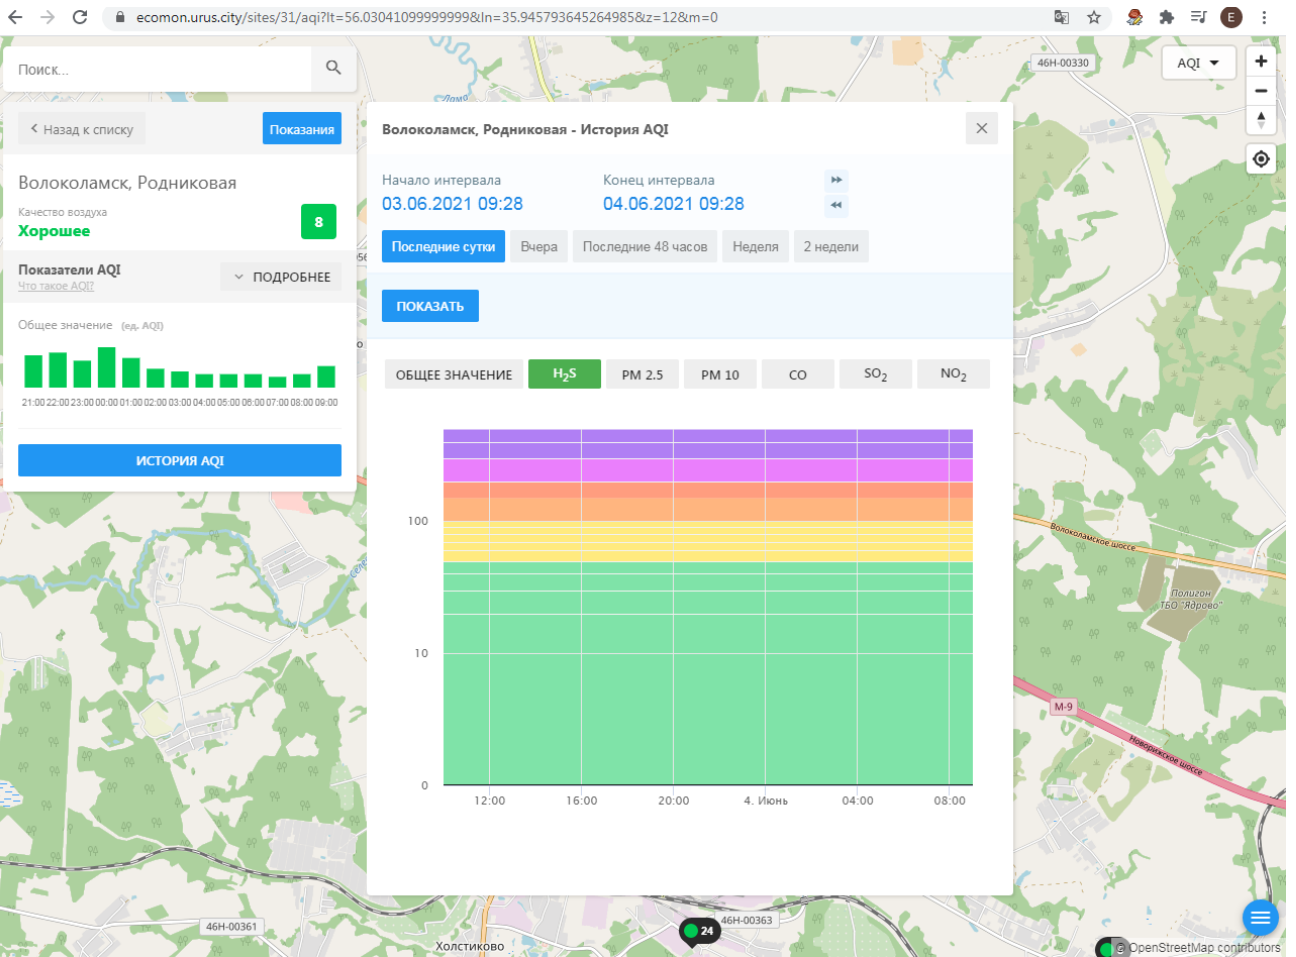 ecomon.urus.city/sites/31/aqi?lt=56.03041099999999&ln=35.945793645264985&z=12&m=0
E
Поиск...
46Н-00330
AQI
Назад к списку
Показания
Волоколамск, Родниковая - История AQI
Волоколамск, Родниковая
Начало интервала
Конец интервала
03.06.2021 09:28
04.06.2021 09:28
Качество воздуха
Хорошее
8
Последние сутки
Вчера
Последние 48 часов
Неделя
2 недели
Показатели AQI
Что такое AQI?
ПОДРОБНЕЕ
ПОКАЗАТЬ
Общее значение (ед. AQI)
21:00 22:00 23:00 00:00 01:00 02:00 03:00 04:00 05:00 06:00 07:00 08:00 09:00
ИСТОРИЯ AQI
ОБЩЕЕ ЗНАЧЕНИЕ
H2S
PM 2.5
PM 10
CO
SO2
NO2
100
10
0
12:00
16:00
20:00
4. Июнь
04:00
08:00
Лама
Волоколамское шоссе
Полигон
ТБО "Ядрово"
М-9
Новорижское шоссе
46Н-00361
Холстиково
24
46Н-00363
© OpenStreetMap contributors